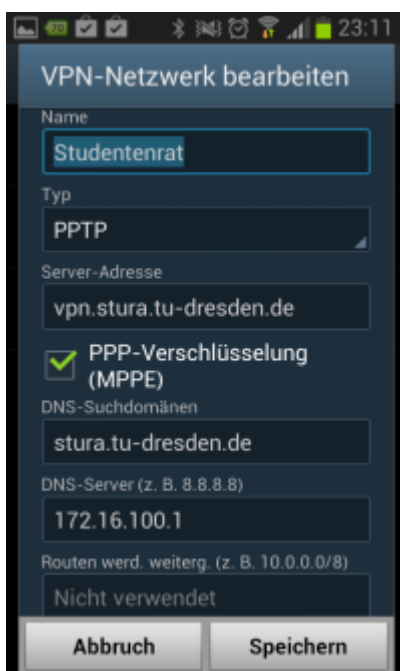 23:11
VPN-Netzwerk bearbeiten
Name
Studentenrat
Typ
PPTP
Server-Adresse
vpn.stura.tu-dresden.de
PPP-Verschlüsselung
(MPPE)
DNS-Suchdomänen
stura.tu-dresden.de
DNS-Server (z. B. 8.8.8.8)
172.16.100.1
Routen werd. weiterg. (z. B. 10.0.0.0/8)
Nicht verwendet
Abbruch Speichern